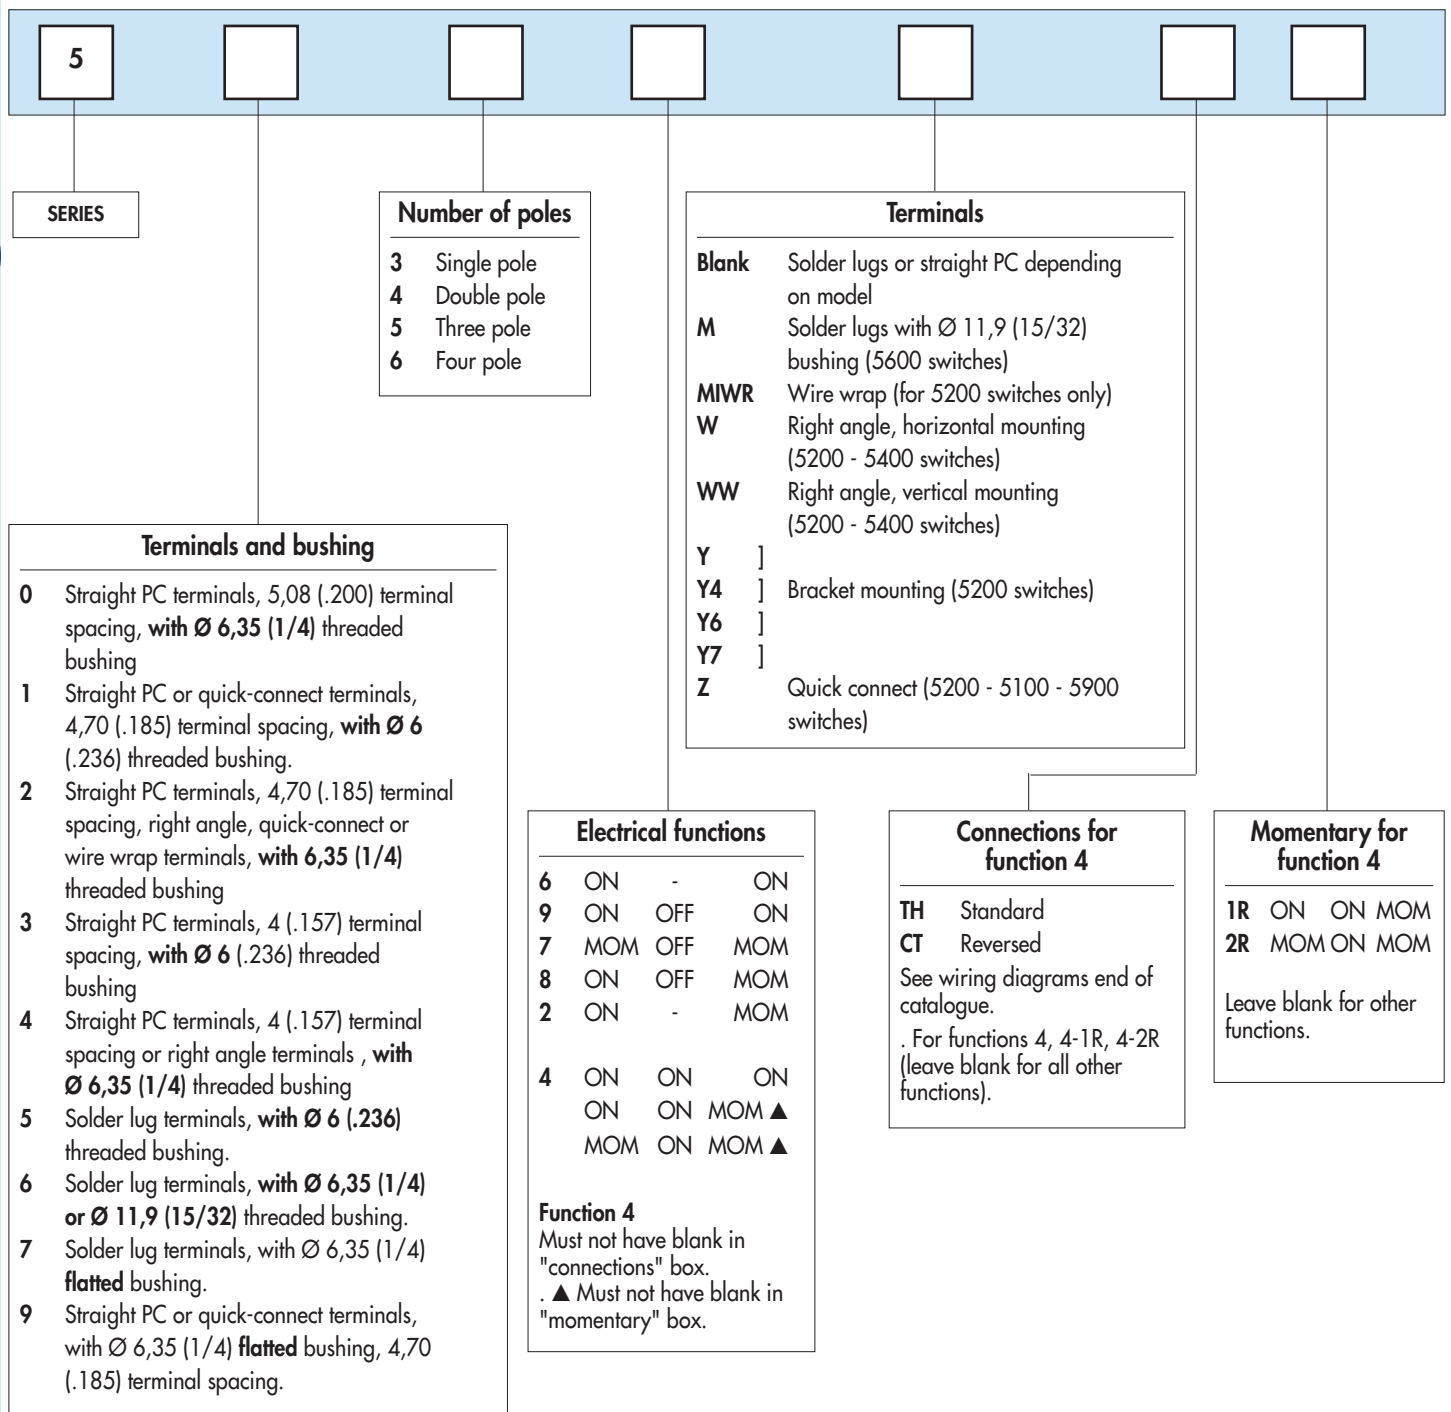 5
SERIES
Number of poles
3 Single pole
4 Double pole
5 Three pole
6 Four pole
Terminals
Blank Solder lugs or straight PC depending
on model
M Solder lugs with Ø 11,9 (15/32)
bushing (5600 switches)
MIWR Wire wrap (for 5200 switches only)
W Right angle, horizontal mounting
(5200 - 5400 switches)
WW Right angle, vertical mounting
(5200 - 5400 switches)
Y ]
Y4 ] Bracket mounting (5200 switches)
Y6 ]
Y7 ]
Z Quick connect (5200 - 5100 - 5900
switches)
Terminals and bushing
0 Straight PC terminals, 5,08 (.200) terminal
spacing, with Ø 6,35 (1/4) threaded
bushing
1 Straight PC or quick-connect terminals,
4,70 (.185) terminal spacing, with Ø 6
(.236) threaded bushing.
2 Straight PC terminals, 4,70 (.185) terminal
spacing, right angle, quick-connect or
wire wrap terminals, with 6,35 (1/4)
threaded bushing
3 Straight PC terminals, 4 (.157) terminal
spacing, with Ø 6 (.236) threaded
bushing
4 Straight PC terminals, 4 (.157) terminal
spacing or right angle terminals , with
Ø 6,35 (1/4) threaded bushing
5 Solder lug terminals, with Ø 6 (.236)
threaded bushing.
6 Solder lug terminals, with Ø 6,35 (1/4)
or Ø 11,9 (15/32) threaded bushing.
7 Solder lug terminals, with Ø 6,35 (1/4)
flatted bushing.
9 Straight PC or quick-connect terminals,
with Ø 6,35 (1/4) flatted bushing, 4,70
(.185) terminal spacing.
Electrical functions
6 ON - ON
9 ON OFF ON
7 MOM OFF MOM
8 ON OFF MOM
2 ON - MOM
4 ON ON ON
ON ON MOM ▲
MOM ON MOM ▲
Function 4
Must not have blank in
"connections" box.
. ▲ Must not have blank in
"momentary" box.
Connections for
function 4
TH Standard
CT Reversed
See wiring diagrams end of
catalogue.
. For functions 4, 4-1R, 4-2R
(leave blank for all other
functions).
Momentary for
function 4
1R ON ON MOM
2R MOM ON MOM
Leave blank for other
functions.